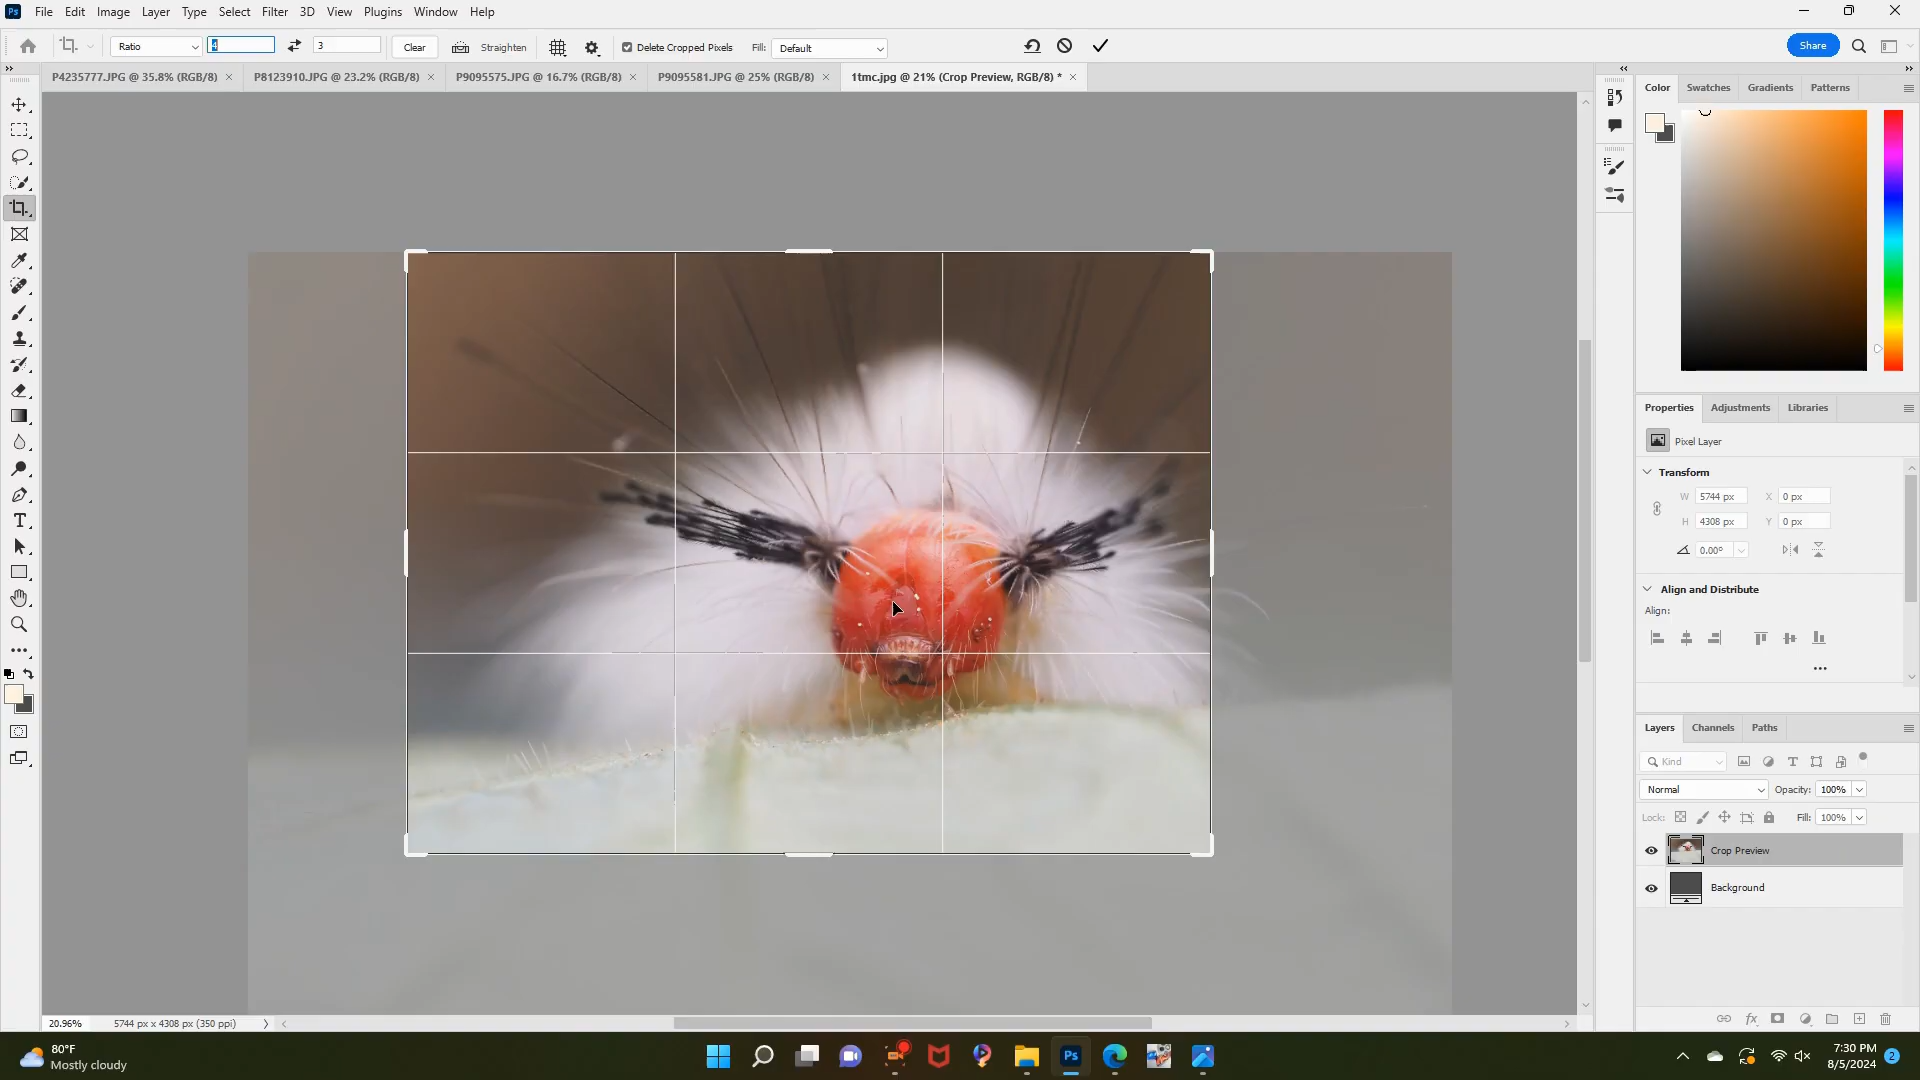 Ps File Edit Image Layer Type Select Filter 3D View Plugins Window Help
Ratio 4 3 Clear Straighten Delete Cropped Pixels Fill: Default Share
P4235777.JPG @ 35.8% (RGB/8) × P8123910.JPG @ 23.2% (RGB/8) × P9095575.JPG @ 16.7% (RGB/8) × P9095581.JPG @ 25% (RGB/8) × 1tmc.jpg @ 21% (Crop Preview, RGB/8) * ×
Color Swatches Gradients Patterns
Properties Adjustments Libraries
Pixel Layer
Transform
W 5744 px X 0 px
H 4308 px Y 0 px
0.00°
Align and Distribute
Align:
Layers Channels Paths
Kind
Normal Opacity: 100%
Lock: Fill: 100%
Crop Preview
Background
fx
20.96% 5744 px x 4308 px (350 ppi)
80°F
Mostly cloudy
Ps
7:30 PM
8/5/2024
2